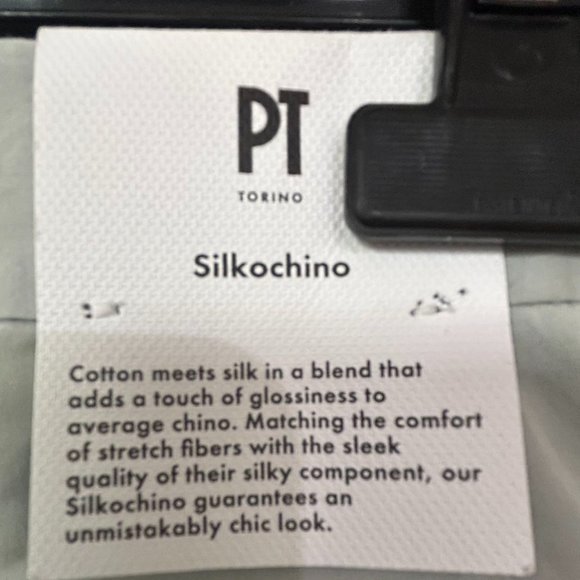 PT
TORINO
Silkochino
Cotton meets silk in a blend that
adds a touch of glossiness to
average chino. Matching the comfort
of stretch fibers with the sleek
quality of their silky component, our
Silkochino guarantees an
unmistakably chic look.